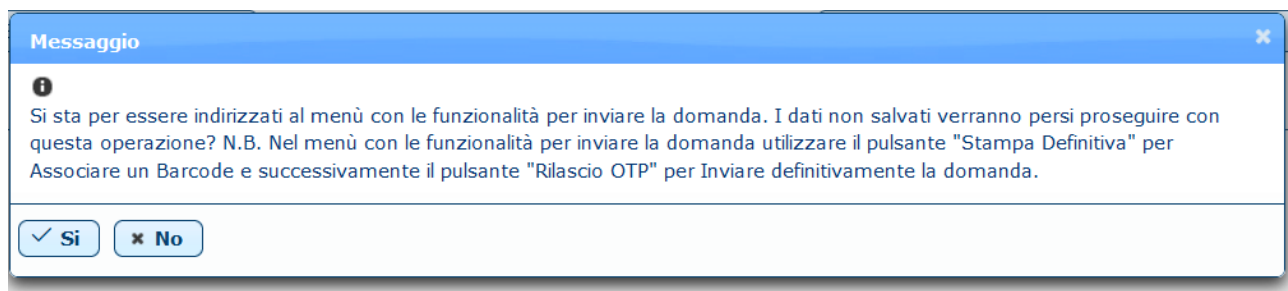 Messaggio
Si sta per essere indirizzati al menù con le funzionalità per inviare la domanda. I dati non salvati verranno persi proseguire con
questa operazione? N.B. Nel menù con le funzionalità per inviare la domanda utilizzare il pulsante "Stampa Definitiva" per
Associare un Barcode e successivamente il pulsante "Rilascio OTP" per Inviare definitivamente la domanda.
Si No